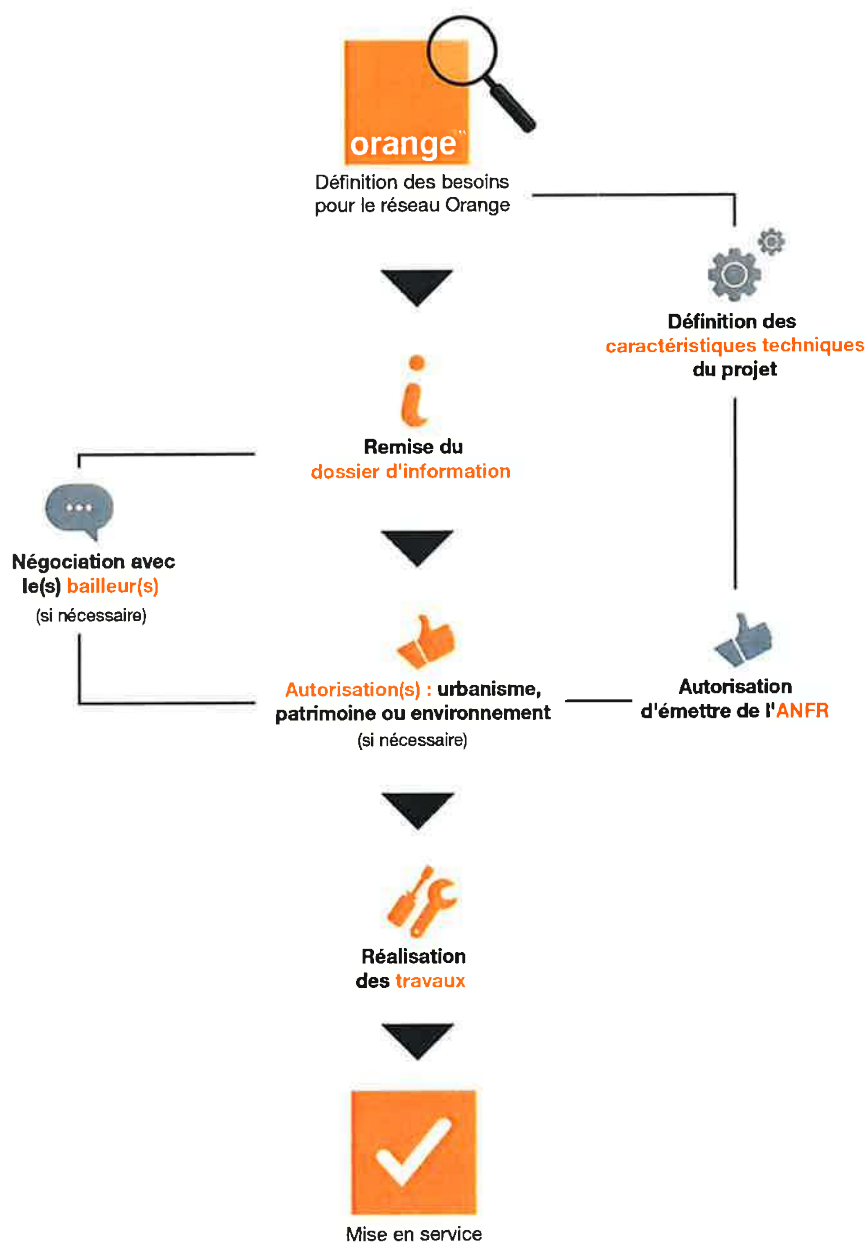 orange™
Définition des besoins
pour le réseau Orange
Définition des
caractéristiques techniques
du projet
Remise du
dossier d'information
Négociation avec
le(s) bailleur(s)
(si nécessaire)
Autorisation(s) : urbanisme,
patrimoine ou environnement
(si nécessaire)
Autorisation
d'émettre de l'ANFR
Réalisation
des travaux
Mise en service